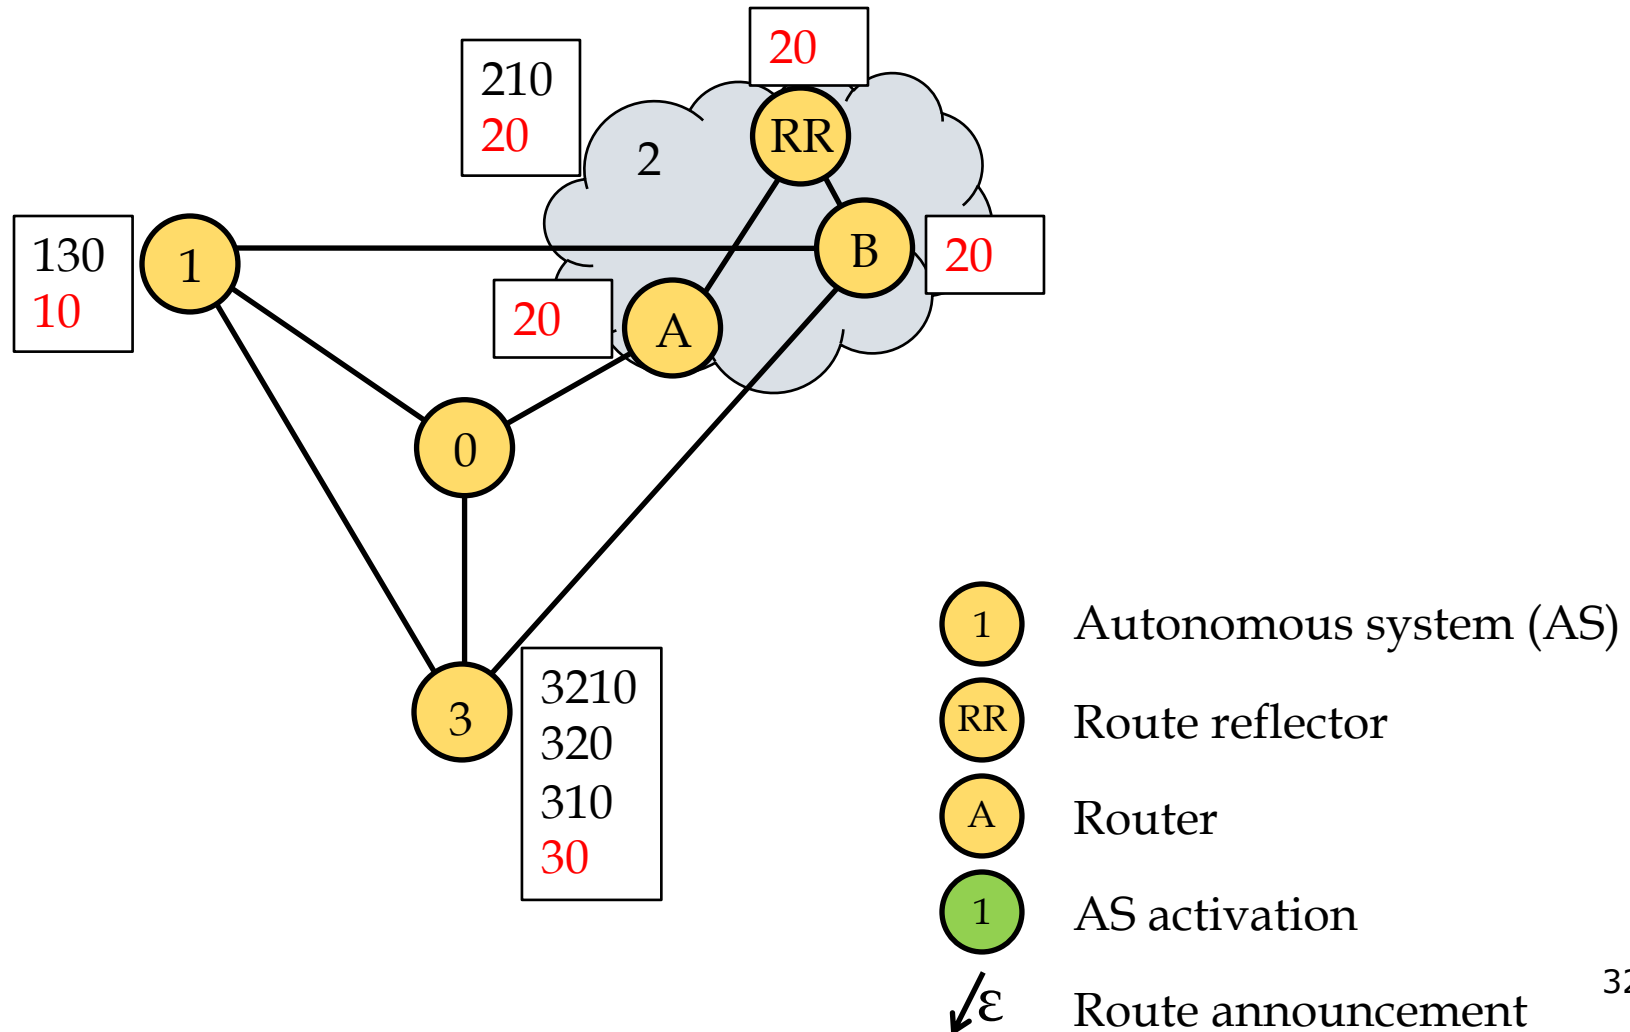 20
210
20
RR
2
130
10
1
B
20
20
A
0
3
3210
320
310
30
1 Autonomous system (AS)
RR Route reflector
A Router
1 AS activation
ε Route announcement
32